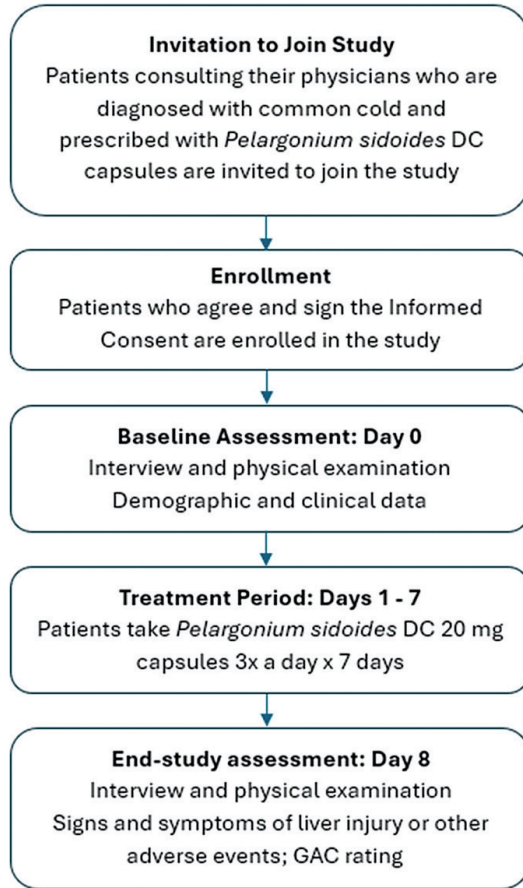 Invitation to Join Study
Patients consulting their physicians who are
diagnosed with common cold and
prescribed with Pelargonium sidoides DC
capsules are invited to join the study
Enrollment
Patients who agree and sign the Informed
Consent are enrolled in the study
Baseline Assessment: Day 0
Interview and physical examination
Demographic and clinical data
Treatment Period: Days 1 - 7
Patients take Pelargonium sidoides DC 20 mg
capsules 3x a day x 7 days
End-study assessment: Day 8
Interview and physical examination
Signs and symptoms of liver injury or other
adverse events; GAC rating